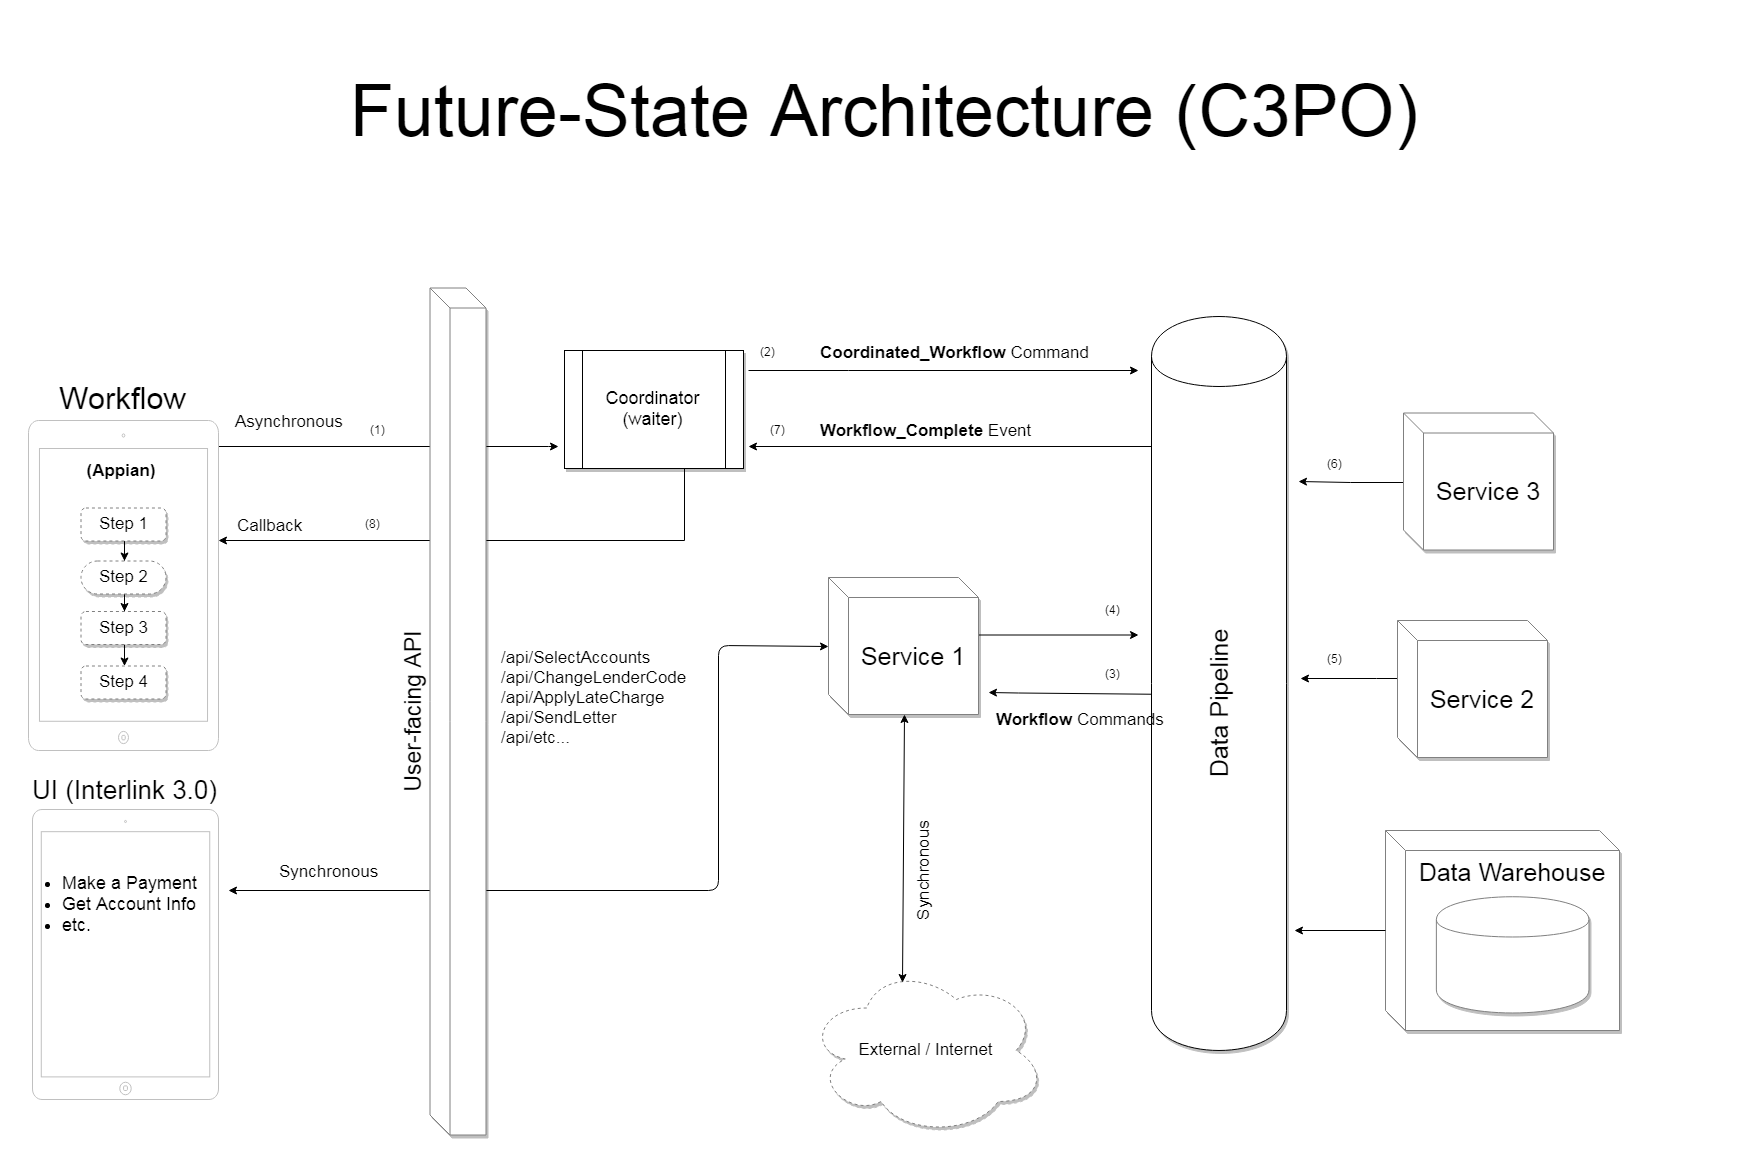 Future-State Architecture (C3PO)
Workflow
(Appian)
Step 1
Step 2
Step 3
Step 4
Asynchronous
(1)
Callback
(8)
User-facing API
Coordinator
(waiter)
(2)
Coordinated_Workflow Command
(7)
Workflow_Complete Event
/api/SelectAccounts
/api/ChangeLenderCode
/api/ApplyLateCharge
/api/SendLetter
/api/etc...
Service 1
(4)
(3)
Workflow Commands
Data Pipeline
(6)
Service 3
(5)
Service 2
Data Warehouse
UI (Interlink 3.0)
• Make a Payment
• Get Account Info
• etc.
Synchronous
Synchronous
External / Internet